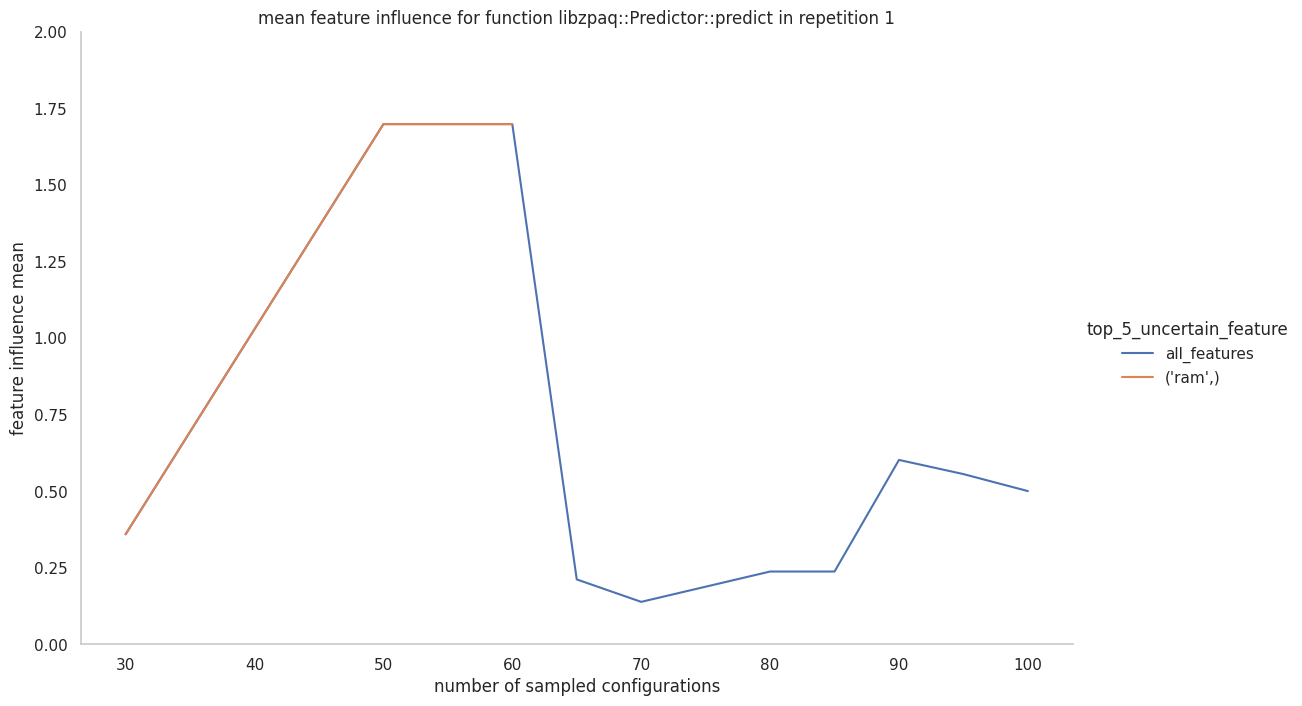 mean feature influence for function libzpaq::Predictor::predict in repetition 1
2.00
1.75
1.50
1.25
1.00
0.75
0.50
0.25
0.00
feature influence mean
30 40 50 60 70 80 90 100
number of sampled configurations
top_5_uncertain_feature
all_features
('ram',)